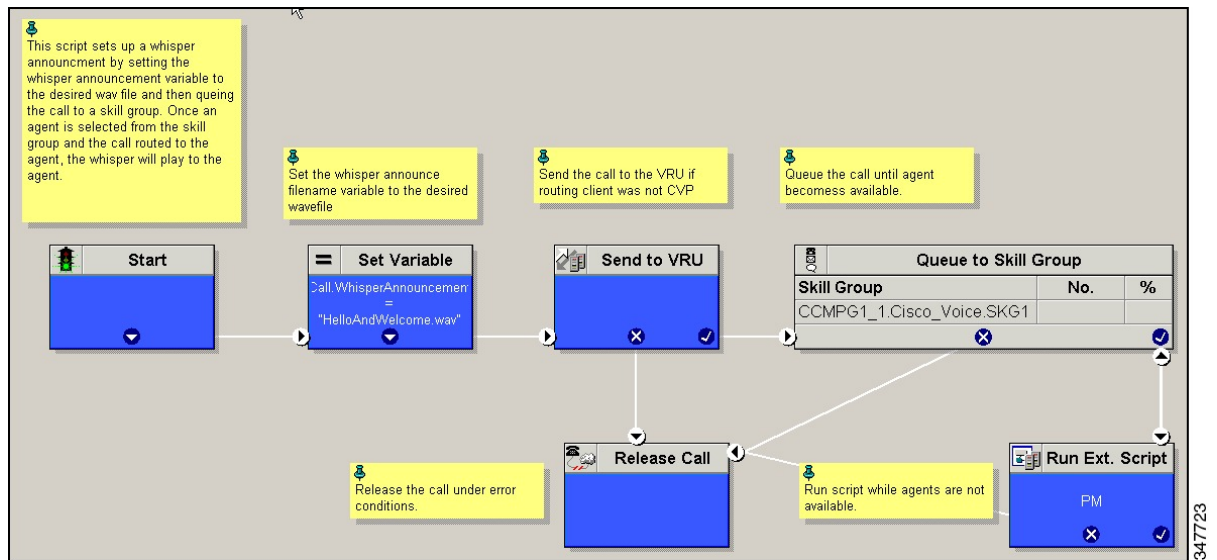 This script sets up a whisper
announcment by setting the
whisper announcement variable to
the desired wav file and then queing
the call to a skill group. Once an
agent is selected from the skill
group and the call routed to the
agent, the whisper will play to the
agent.
Set the whisper announce
filename variable to the desired
wavefile
Send the call to the VRU if
routing client was not CVP
Queue the call until agent
becomess available.
Start
= Set Variable
Call.WhisperAnnouncemen
=
"HelloAndWelcome.wav"
Send to VRU
Queue to Skill Group
Skill Group No. %
CCMPG1_1.Cisco_Voice.SKG1
Release the call under error
conditions.
Release Call
Run script while agents are not
available.
Run Ext. Script
PM
347723